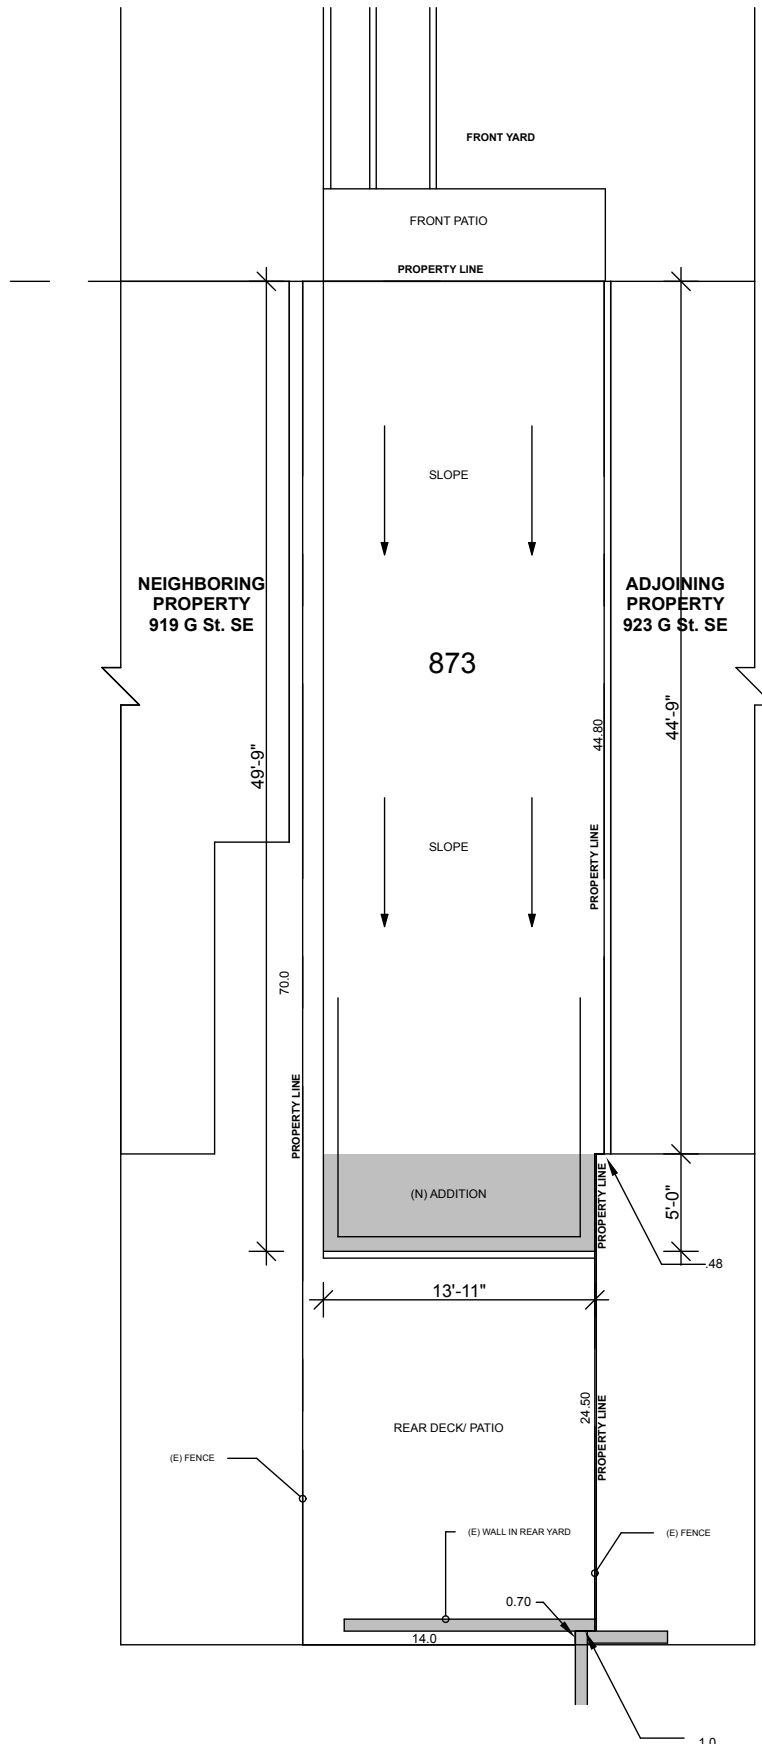 FRONT YARD
FRONT PATIO
PROPERTY LINE
SLOPE
NEIGHBORING
PROPERTY
919 G St. SE
ADJOINING
PROPERTY
923 G St. SE
873
49'-9"
44.80
44'-9"
SLOPE
PROPERTY LINE
70.0
PROPERTY LINE
(N) ADDITION
PROPERTY LINE
5'-0"
.48
13'-11"
24.50
PROPERTY LINE
REAR DECK/ PATIO
(E) FENCE
(E) WALL IN REAR YARD
(E) FENCE
0.70
14.0
1.0